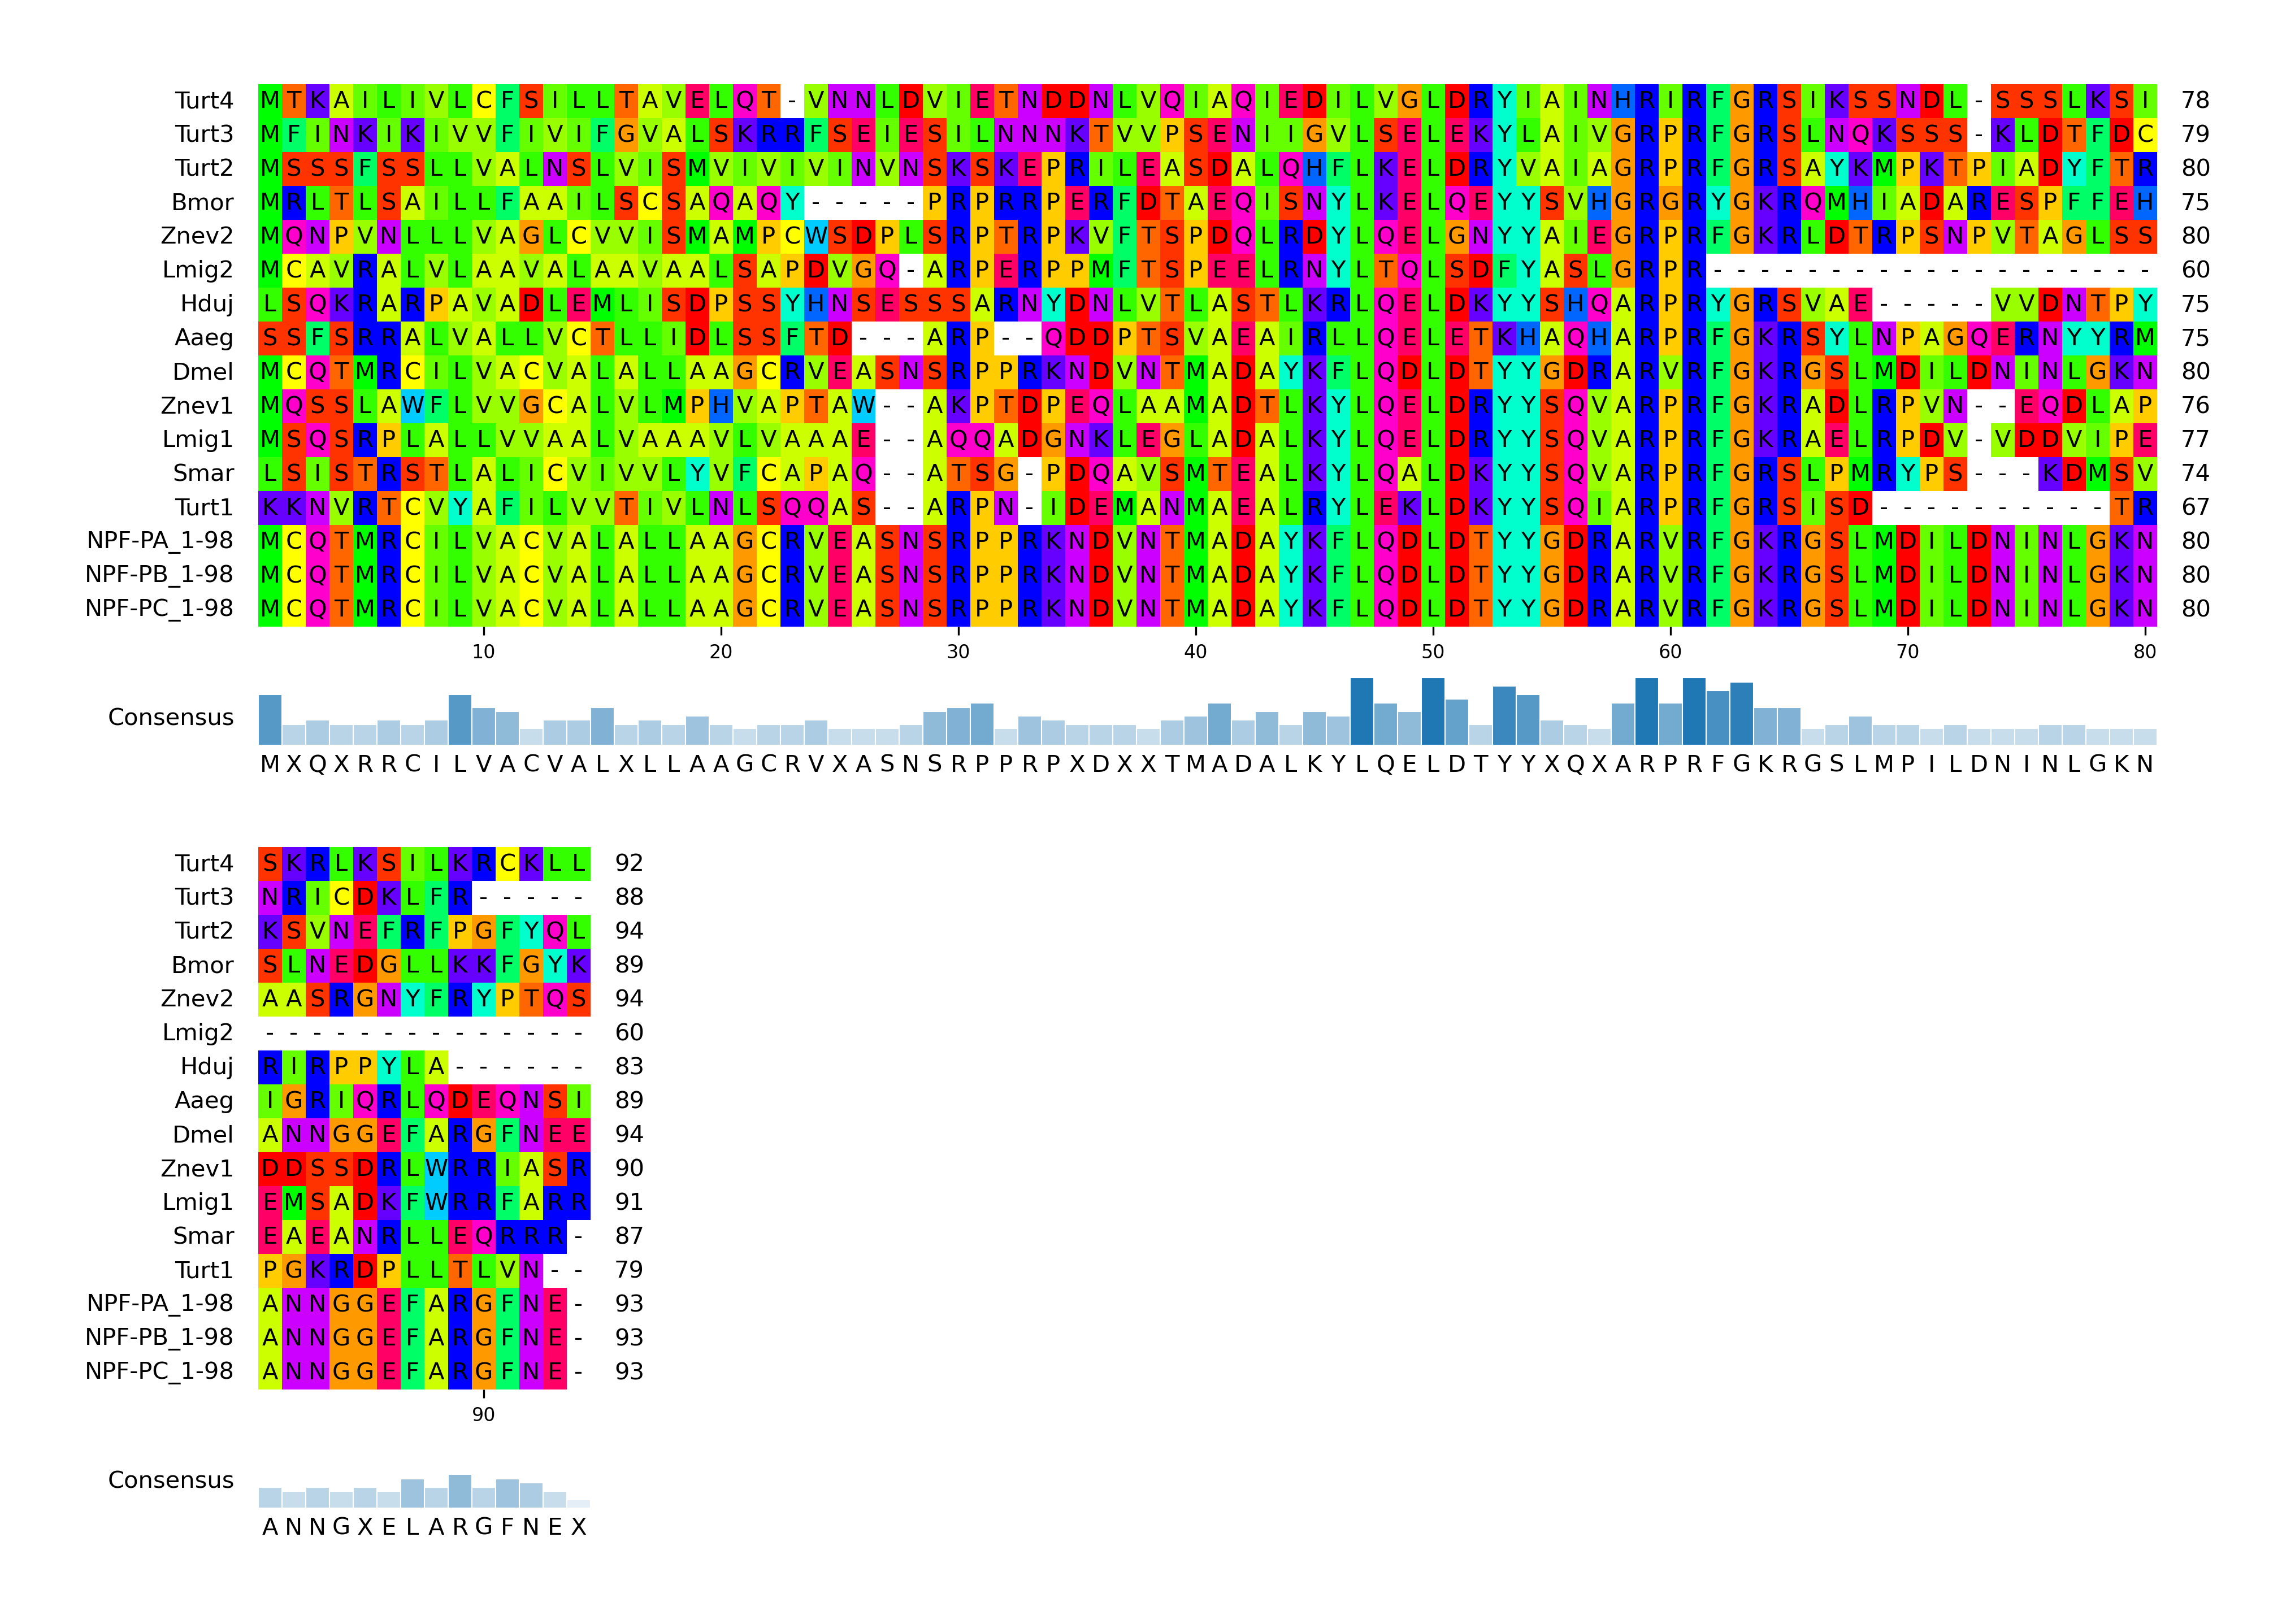 Turt4 MTKAILIVLCFSILLTAVELQT-VNNLDVIETNDDNLVQIAQIEDILVGLDRYIAINHRIRFGRSIKSSNDL-SSSLKSI 78
Turt3 MFINKIKIVVFIVIFGVALSKRRFSEIESILNNNKTVVPSENIIGVLSELEKYLAIVGRPRFGRSLNQKSSS-KLDTFDC 79
Turt2 MSSSFSSLLVALNSLVISMVIVIVINVNSKSKEPRILEASDALQHFLKELDRYVAIAGRPRFGRSAYKMPKTPIADYFTR 80
Bmor MRLTLSAILLFAAILSCSAQAQY-----PRPRRPERFDTAEQISNYLKELQEYYSVHGRGRYGKRQMHIADARESPFFEH 75
Znev2 MQNPVNLLLVAGLCVVISMAMPCWSDPLSRPTRPKVFTSPDQLRDYLQELGNYYAIEGRPRFGKRLDTRPSNPVTAGLSS 80
Lmig2 MCAVRALVLAAVALAAVAALSAPDVGQ-ARPERPPMFTSPEELRNYLTQLSDFYASLGRPR------------------- 60
Hduj LSQKRARPAVADLEMLISDPSSYHNSESSSARNYDNLVTLASTLKRLQELDKYYSHQARPRYGRSVAE-----VVDNTPY 75
Aaeg SSFSRRALVALLVCTLLIDLSSFTD---ARP--QDDPTSVAEAIRLLQELETKHAQHARPRFGKRSYLNPAGQERNYYRM 75
Dmel MCQTMRCILVACVALALLAAGCRVEASNSRPPRKNDVNTMADAYKFLQDLDTYYGDRARVRFGKRGSLMDILDNINLGKN 80
Znev1 MQSSLAWFLVVGCALVLMPHVAPTAW--AKPTDPEQLAAMADTLKYLQELDRYYSQVARPRFGKRADLRPVN--EQDLAP 76
Lmig1 MSQSRPLALLVVAALVAAAVLVAAAE--AQQADGNKLEGLADALKYLQELDRYYSQVARPRFGKRAELRPDV-VDDVIPE 77
Smar LSISTRSTLALICVIVVLYVFCAPAQ--ATSG-PDQAVSMTEALKYLQALDKYYSQVARPRFGRSLPMRYPS---KDMSV 74
Turt1 KKNVRTCVYAFILVVTIVLNLSQQAS--ARPN-IDEMANMAEALRYLEKLDKYYSQIARPRFGRSISD----------TR 67
NPF-PA_1-98 MCQTMRCILVACVALALLAAGCRVEASNSRPPRKNDVNTMADAYKFLQDLDTYYGDRARVRFGKRGSLMDILDNINLGKN 80
NPF-PB_1-98 MCQTMRCILVACVALALLAAGCRVEASNSRPPRKNDVNTMADAYKFLQDLDTYYGDRARVRFGKRGSLMDILDNINLGKN 80
NPF-PC_1-98 MCQTMRCILVACVALALLAAGCRVEASNSRPPRKNDVNTMADAYKFLQDLDTYYGDRARVRFGKRGSLMDILDNINLGKN 80
10 20 30 40 50 60 70 80
Consensus
MXQXRRCILVACVALXLLAAGCRVXASNSRPPRPXDXXTMADALKYLQELDTYYXQXARPRFGKRGSLMPILDNINLGKN
Turt4 SKRLKSILKRCKLL 92
Turt3 NRICDKLFR----- 88
Turt2 KSVNEFRFPGFYQL 94
Bmor SLNEDGLLKKFGYK 89
Znev2 AASRGNYFRYPTQS 94
Lmig2 -------------- 60
Hduj RIRPPYLA------ 83
Aaeg IGRIQRLQDEQNSI 89
Dmel ANNGGEFARGFNEE 94
Znev1 DDSSDRLWRRIASR 90
Lmig1 EMSADKFWRRFARR 91
Smar EAEANRLLEQRRR- 87
Turt1 PGKRDPLLTLVN-- 79
NPF-PA_1-98 ANNGGEFARGFNE- 93
NPF-PB_1-98 ANNGGEFARGFNE- 93
NPF-PC_1-98 ANNGGEFARGFNE- 93
90
Consensus
ANNGXELARGFNEX